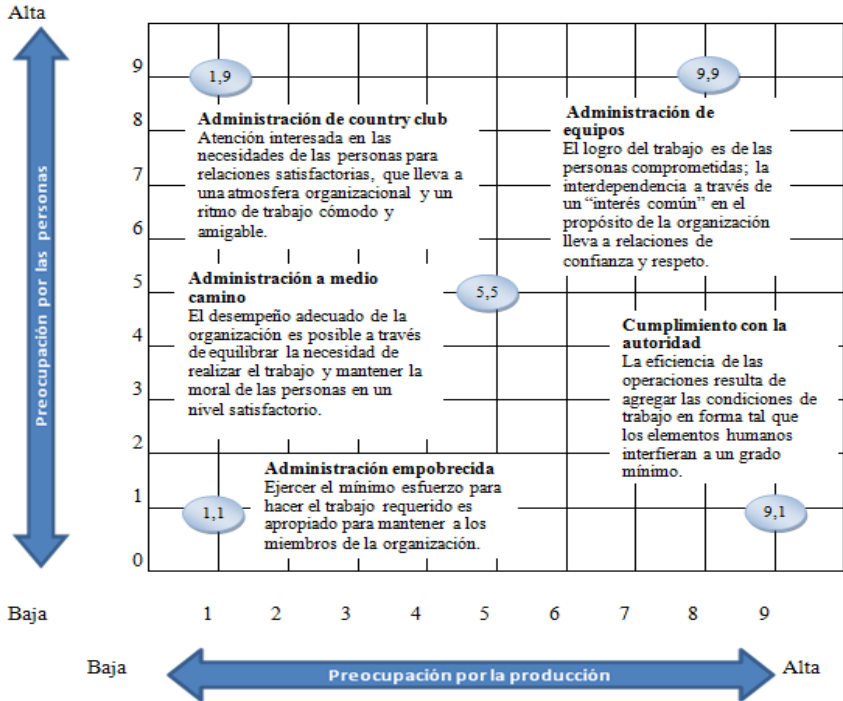 Alta
Preocupación por las personas
9
8
7
6
5
4
3
2
1
0
1,9
Administración de country club
Atención interesada en las
necesidades de las personas para
relaciones satisfactorias, que lleva a
una atmosfera organizacional y un
ritmo de trabajo cómodo y
amigable.
9,9
Administración de
equipos
El logro del trabajo es de las
personas comprometidas; la
interdependencia a través de
un “interés común” en el
propósito de la organización
lleva a relaciones de
confianza y respeto.
Administración a medio
camino
El desempeño adecuado de la
organización es posible a través
de equilibrar la necesidad de
realizar el trabajo y mantener la
moral de las personas en un
nivel satisfactorio.
5,5
Cumplimiento con la
autoridad
La eficiencia de las
operaciones resulta de
agregar las condiciones de
trabajo en forma tal que
los elementos humanos
interfieran a un grado
mínimo.
Administración empobrecida
Ejercer el mínimo esfuerzo para
hacer el trabajo requerido es
apropiado para mantener a los
miembros de la organización.
1,1
9,1
Baja
1 2 3 4 5 6 7 8 9
Baja
Preocupación por la producción
Alta